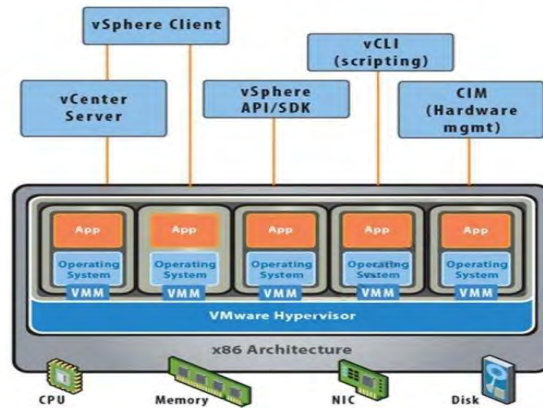 vSphere Client
vCLI
(scripting)
vCenter
Server
vSphere
API/SDK
CIM
(Hardware
mgmt)
App
App
App
App
App
Operating
System
Operating
System
Operating
System
Operating
System
Operating
System
VMM
VMM
VMM
VMM
VMM
VMware Hypervisor
x86 Architecture
CPU
Memory
NIC
Disk